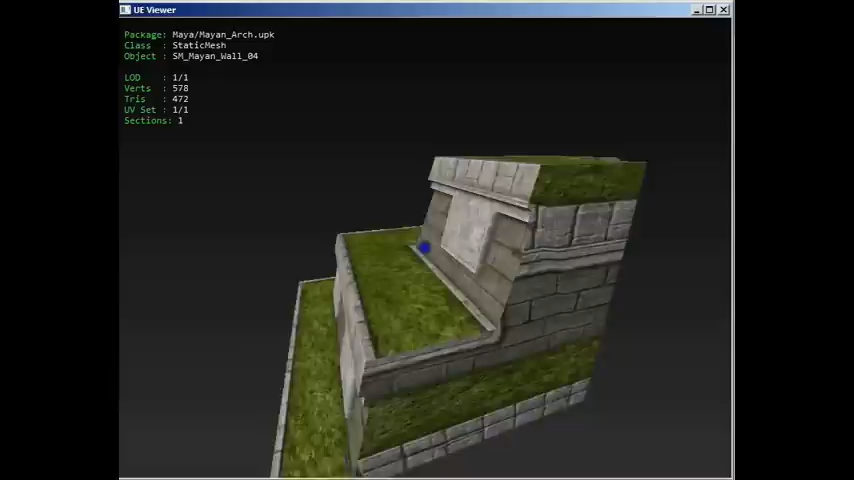 UE Viewer
Package: Maya/Mayan_Arch.upk
Class : StaticMesh
Object : SM_Mayan_Wall_04
LOD : 1/1
Verts : 578
Tris : 472
UV Set : 1/1
Sections: 1